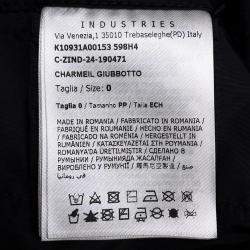 INDUSTRIES
Via Venezia,1 35010 Trebaseleghe(PD) Italy
K10931A00153 598H4
C-ZIND-24-190471
CHARMEIL GIUBBOTTO
Taglia / Size: 0
Taglia 0 / Tamanho PP / Talla ECH
MADE IN ROMANIA / FABBRICATO IN ROMANIA
/ FABRIQUÉ EN ROUMANIE / HECHO EN
RUMANÍA / FABRICADO NA ROMÉNIA /
HERGESTELLT IN
RUMÄNIEN / ΚΑΤΑΣΚΕΥΑΖΕΤΑΙ ΣΕ ΡΟΥΜΑΝΙΑ /
ROMANYA'DA ÜRETİLMİŞTİR / СДЕЛАНО В
РУМЫНИИ / РУМЫНИЯДА ЖАСАЛҒАН /
ВИРОБЛЕНО У РУМУНІЇ /